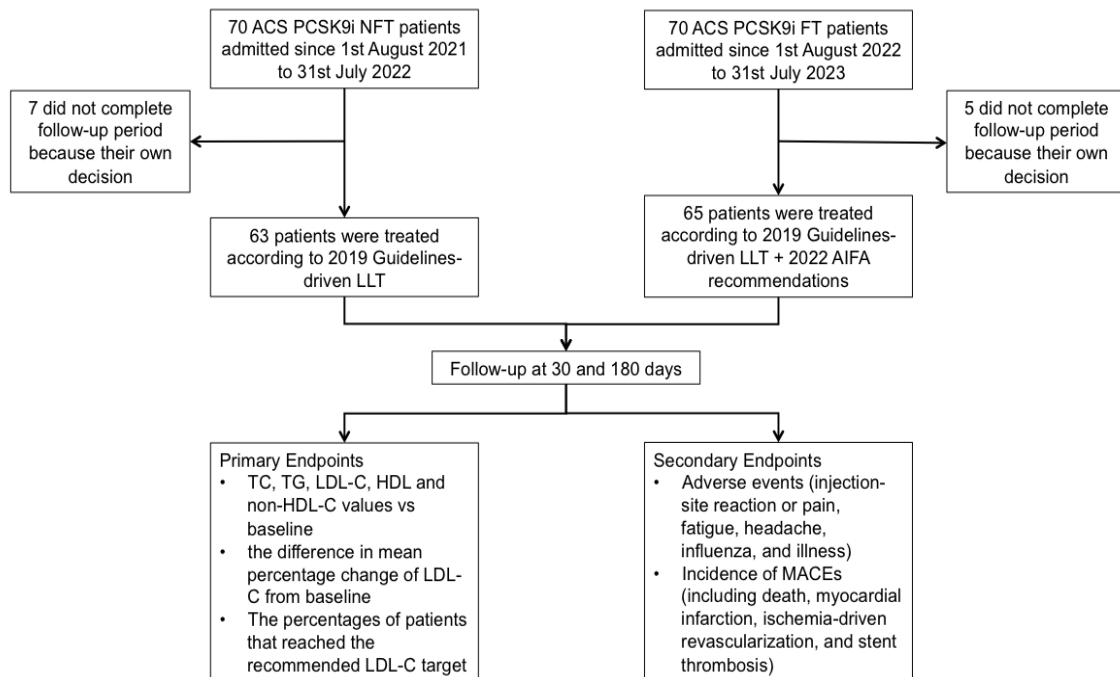 70 ACS PCSK9i NFT patients
admitted since 1st August 2021
to 31st July 2022
70 ACS PCSK9i FT patients
admitted since 1st August 2022
to 31st July 2023
7 did not complete
follow-up period
because their own
decision
5 did not complete
follow-up period
because their own
decision
63 patients were treated
according to 2019 Guidelines-
driven LLT
65 patients were treated
according to 2019 Guidelines-
driven LLT + 2022 AIFA
recommendations
Follow-up at 30 and 180 days
Primary Endpoints
• TC, TG, LDL-C, HDL and
non-HDL-C values vs
baseline
• the difference in mean
percentage change of LDL-
C from baseline
• The percentages of patients
that reached the
recommended LDL-C target
Secondary Endpoints
• Adverse events (injection-
site reaction or pain,
fatigue, headache,
influenza, and illness)
• Incidence of MACEs
(including death, myocardial
infarction, ischemia-driven
revascularization, and stent
thrombosis)